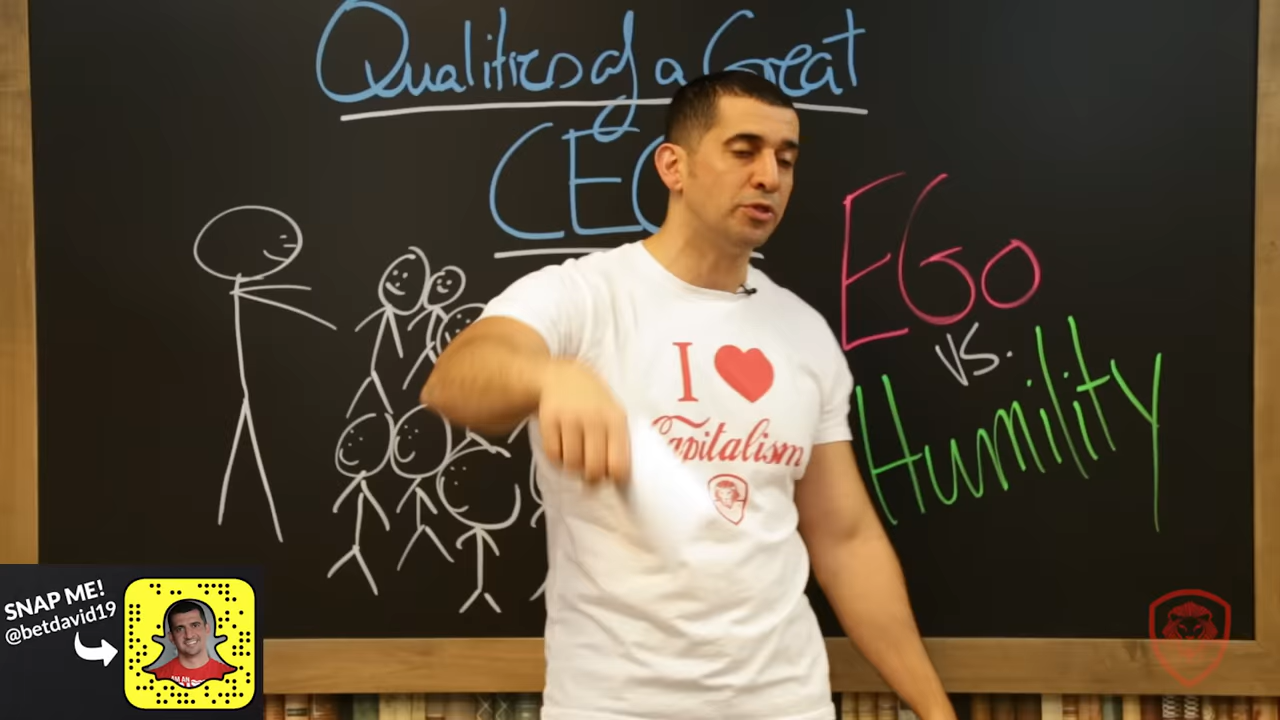 Qualities of a Great
CEO
EGo
vs.
Humility
I ❤
Capitalism
SNAP ME!
@betdavid19